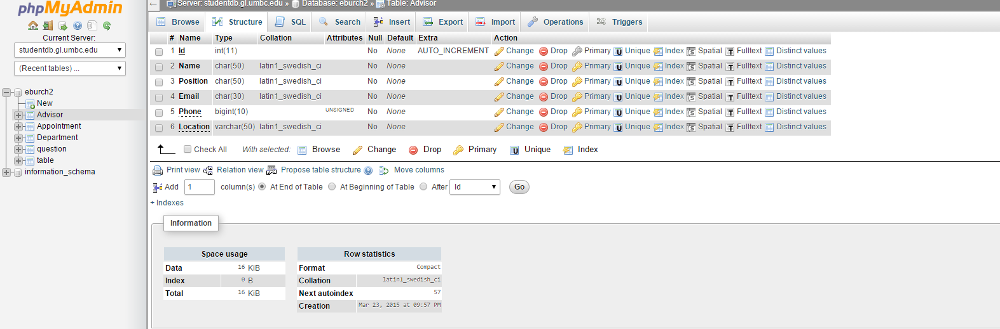 phpMyAdmin
Server: studentdb.gl.umbc.edu » Database: eburch2 » Table: Advisor
Browse Structure SQL Search Insert Export Import Operations Triggers
Current Server:
studentdb.gl.umbc.edu
(Recent tables) ...
eburch2
New
Advisor
Appointment
Department
question
table
information_schema
# Name Type Collation Attributes Null Default Extra Action
1 Id int(11) No None AUTO_INCREMENT Change Drop Primary Unique Index Spatial Fulltext Distinct values
2 Name char(50) latin1_swedish_ci No None Change Drop Primary Unique Index Spatial Fulltext Distinct values
3 Position char(50) latin1_swedish_ci No None Change Drop Primary Unique Index Spatial Fulltext Distinct values
4 Email char(30) latin1_swedish_ci No None Change Drop Primary Unique Index Spatial Fulltext Distinct values
5 Phone bigint(10) UNSIGNED No None Change Drop Primary Unique Index Spatial Fulltext Distinct values
6 Location varchar(50) latin1_swedish_ci No None Change Drop Primary Unique Index Spatial Fulltext Distinct values
Check All With selected: Browse Change Drop Primary Unique Index
Print view Relation view Propose table structure Move columns
Add 1 column(s) At End of Table At Beginning of Table After Id Go
+ Indexes
Information
Space usage
Data 16 KiB
Index 0 B
Total 16 KiB
Row statistics
Format Compact
Collation latin1_swedish_ci
Next autoindex 57
Creation Mar 23, 2015 at 09:57 PM